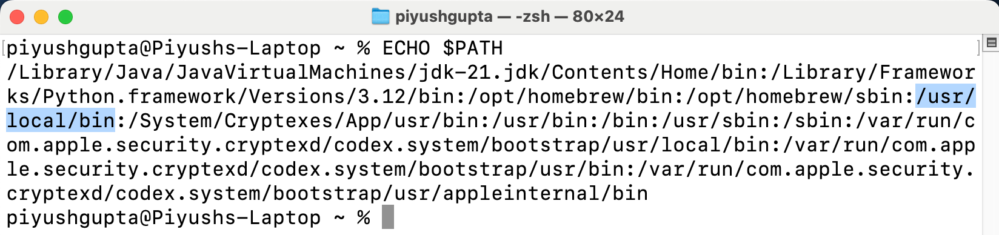 piyushgupta — -zsh — 80×24
piyushgupta@Piyushs-Laptop ~ % ECHO $PATH
/Library/Java/JavaVirtualMachines/jdk-21.jdk/Contents/Home/bin:/Library/Framewor
ks/Python.framework/Versions/3.12/bin:/opt/homebrew/bin:/opt/homebrew/sbin:/usr/
local/bin:/System/Cryptexes/App/usr/bin:/usr/bin:/bin:/usr/sbin:/sbin:/var/run/c
om.apple.security.cryptexd/codex.system/bootstrap/usr/local/bin:/var/run/com.app
le.security.cryptexd/codex.system/bootstrap/usr/bin:/var/run/com.apple.security.
cryptexd/codex.system/bootstrap/usr/appleinternal/bin
piyushgupta@Piyushs-Laptop ~ %